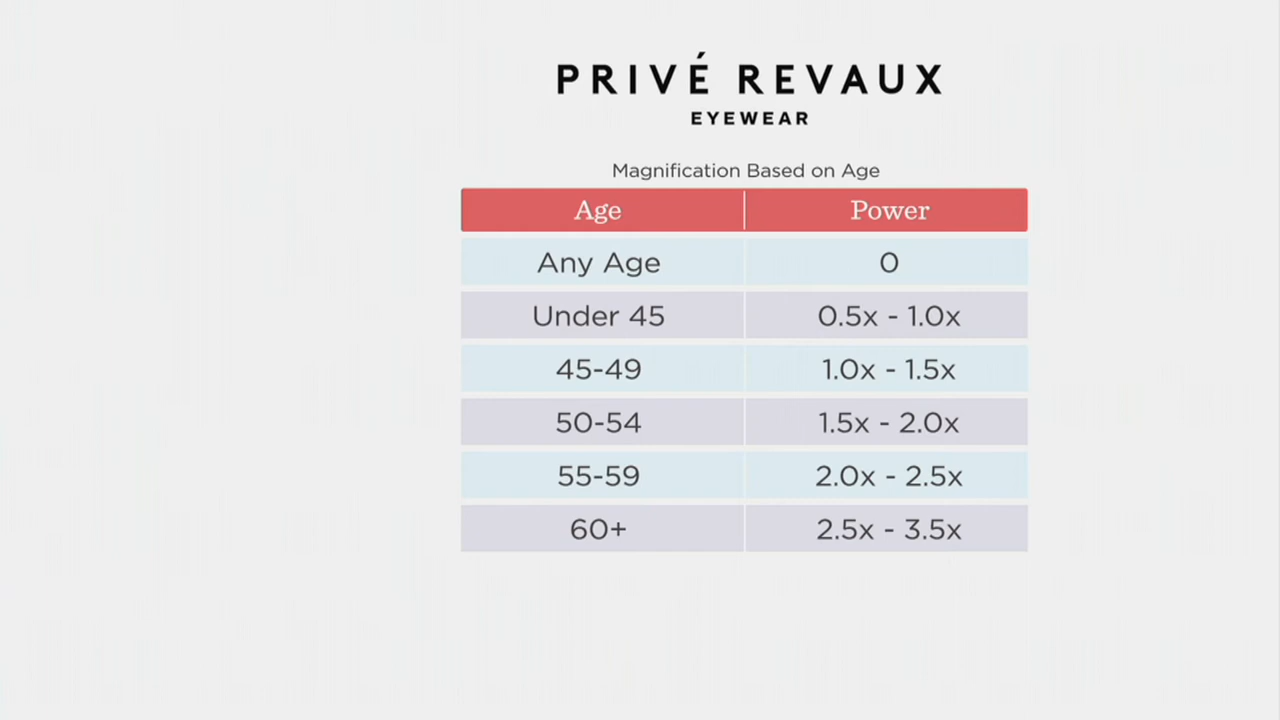 PRIVÉ REVAUX
EYEWEAR
Magnification Based on Age
Age Power
Any Age 0
Under 45 0.5x - 1.0x
45-49 1.0x - 1.5x
50-54 1.5x - 2.0x
55-59 2.0x - 2.5x
60+ 2.5x - 3.5x